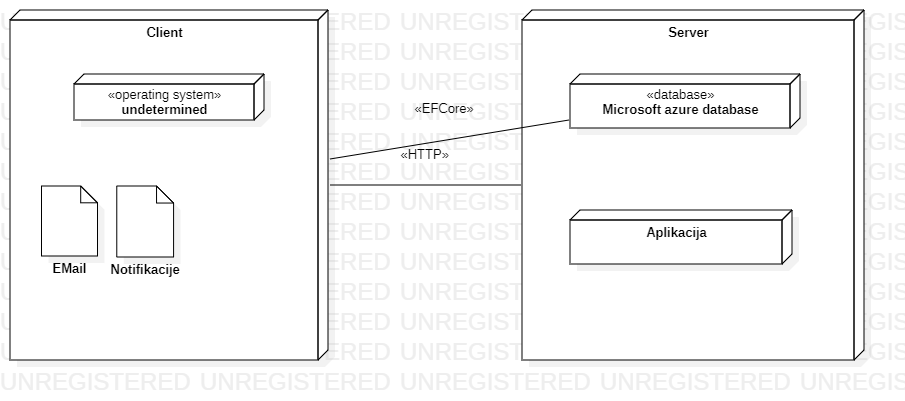 Client
«operating system»
undetermined
EMail
Notifikacije
«EFCore»
«HTTP»
Server
«database»
Microsoft azure database
Aplikacija
UNREGISTERED UNREGISTERED UNREGISTERED UNREGISTERED UNREGIS